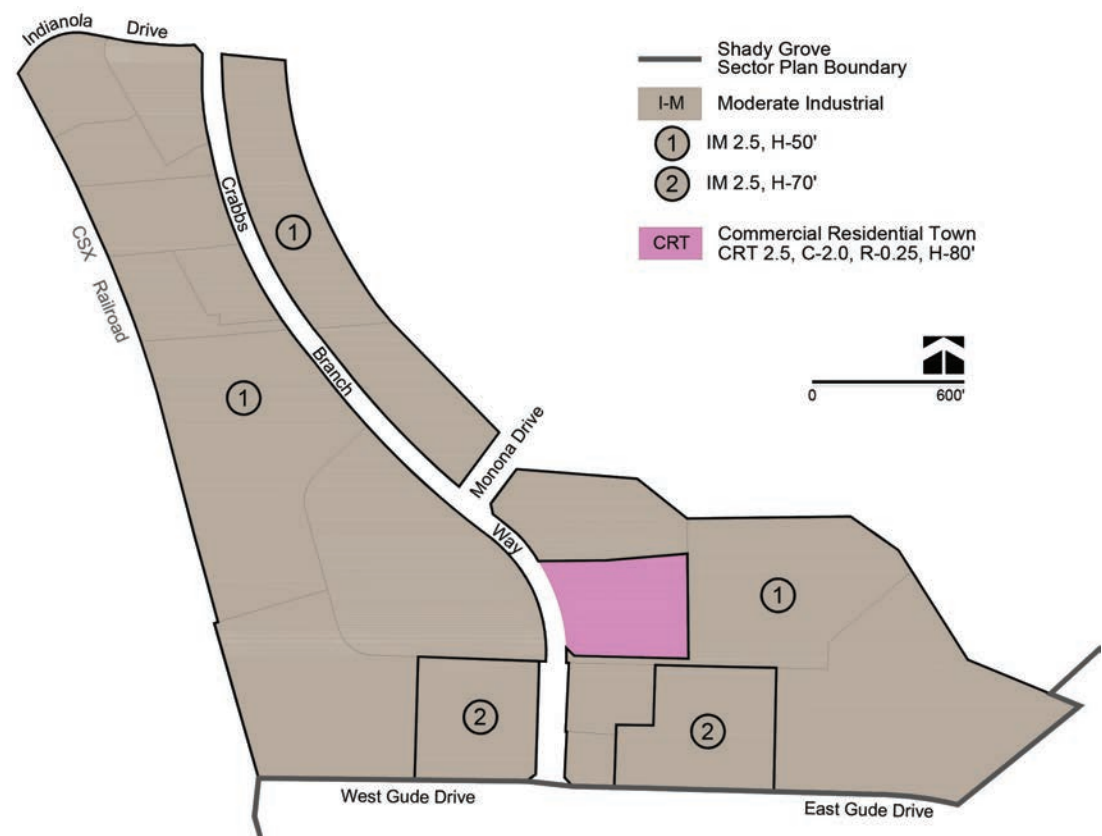 Indianola Drive
Shady Grove
Sector Plan Boundary
I-M Moderate Industrial
1 IM 2.5, H-50'
2 IM 2.5, H-70'
CRT Commercial Residential Town
CRT 2.5, C-2.0, R-0.25, H-80'
0 600'
Crabbs Branch Way
1
CSX Railroad
1
Monona Drive
1
2
2
West Gude Drive
East Gude Drive